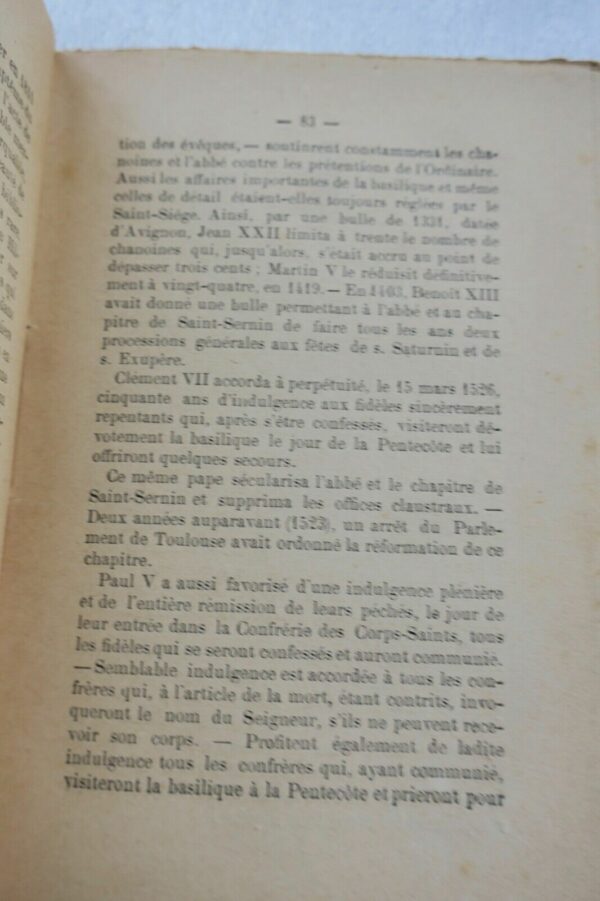 — 83 —
tion des évêques, — soutinrent constamment les cha-
noines et l'abbé contre les prétentions de l'Ordinaire.
Aussi les affaires importantes de la basilique et même
celles de détail étaient-elles toujours réglées par le
Saint-Siége. Ainsi, par une bulle de 1331, datée
d'Avignon, Jean XXII limita à trente le nombre de
chanoines qui, jusqu'alors, s'était accru au point de
dépasser trois cents ; Martin V le réduisit définitive-
ment à vingt-quatre, en 1419. — En 1403, Benoît XIII
avait donné une bulle permettant à l'abbé et au cha-
pitre de Saint-Sernin de faire tous les ans deux
processions générales aux fêtes de s. Saturnin et de
s. Exupère.
Clément VII accorda à perpétuité, le 15 mars 1526,
cinquante ans d'indulgence aux fidèles sincèrement
repentants qui, après s'être confessés, visiteront dé-
votement la basilique le jour de la Pentecôte et lui
offriront quelques secours.
Ce même pape sécularisa l'abbé et le chapitre de
Saint-Sernin et supprima les offices claustraux. —
Deux années auparavant (1523), un arrêt du Parle-
ment de Toulouse avait ordonné la réformation de ce
chapitre.
Paul V a aussi favorisé d'une indulgence plénière
et de l'entière rémission de leurs péchés, le jour de
leur entrée dans la Confrérie des Corps-Saints, tous
les fidèles qui se seront confessés et auront communié.
— Semblable indulgence est accordée à tous les con-
frères qui, à l'article de la mort, étant contrits, invo-
queront le nom du Seigneur, s'ils ne peuvent rece-
voir son corps. — Profitent également de ladite
indulgence tous les confrères qui, ayant communié,
visiteront la basilique à la Pentecôte et prieront pour